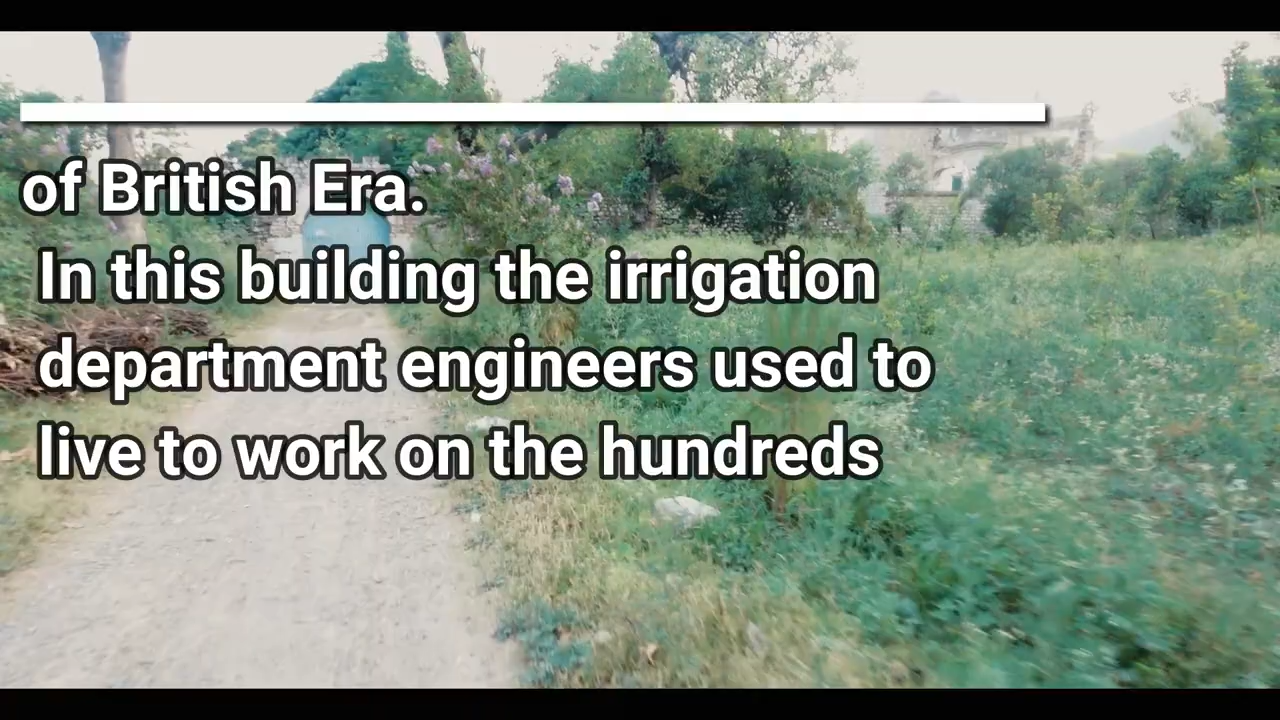 of British Era.
In this building the irrigation
department engineers used to
live to work on the hundreds